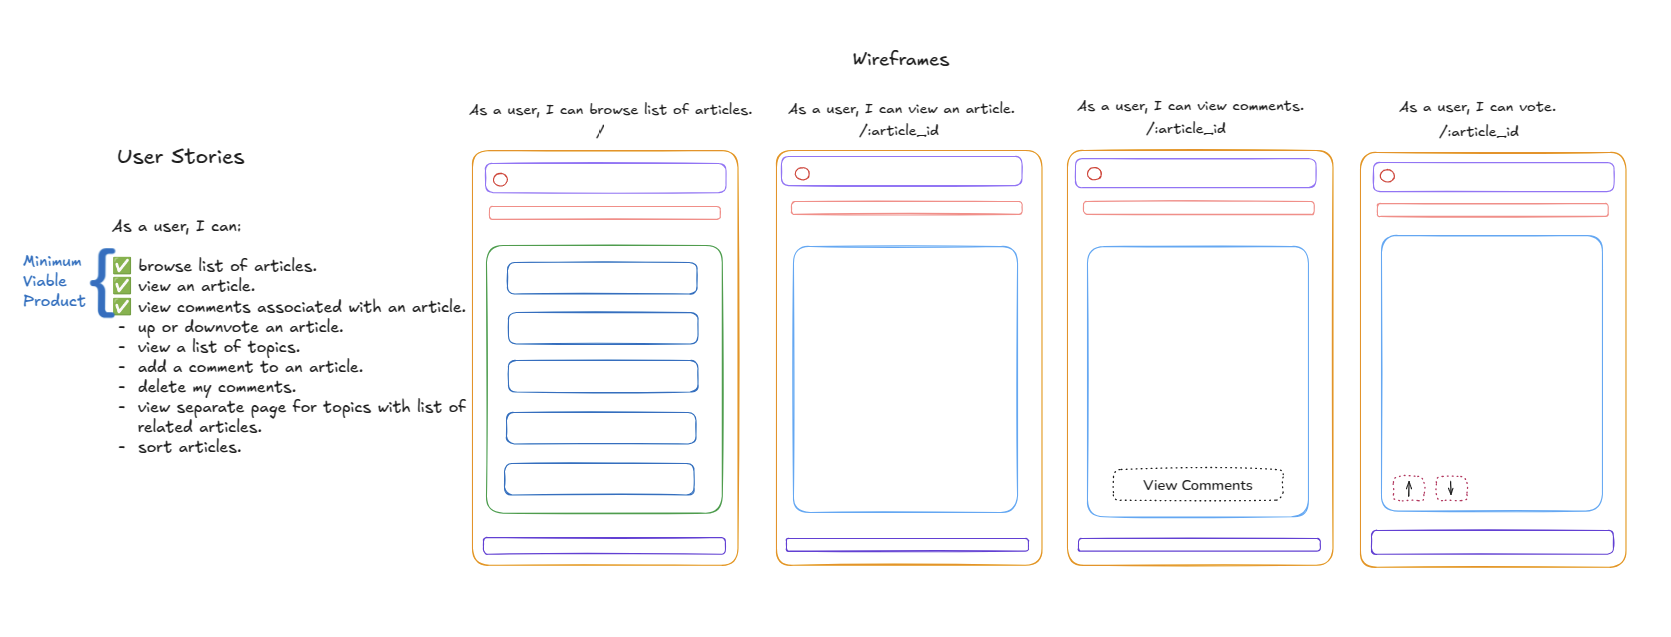 Wireframes
As a user, I can browse list of articles.
/
As a user, I can view an article.
/:article_id
As a user, I can view comments.
/:article_id
As a user, I can vote.
/:article_id
User Stories
As a user, I can:
Minimum
Viable
Product
✅ browse list of articles.
✅ view an article.
✅ view comments associated with an article.
- up or downvote an article.
- view a list of topics.
- add a comment to an article.
- delete my comments.
- view separate page for topics with list of
related articles.
- sort articles.
View Comments
↑ ↓